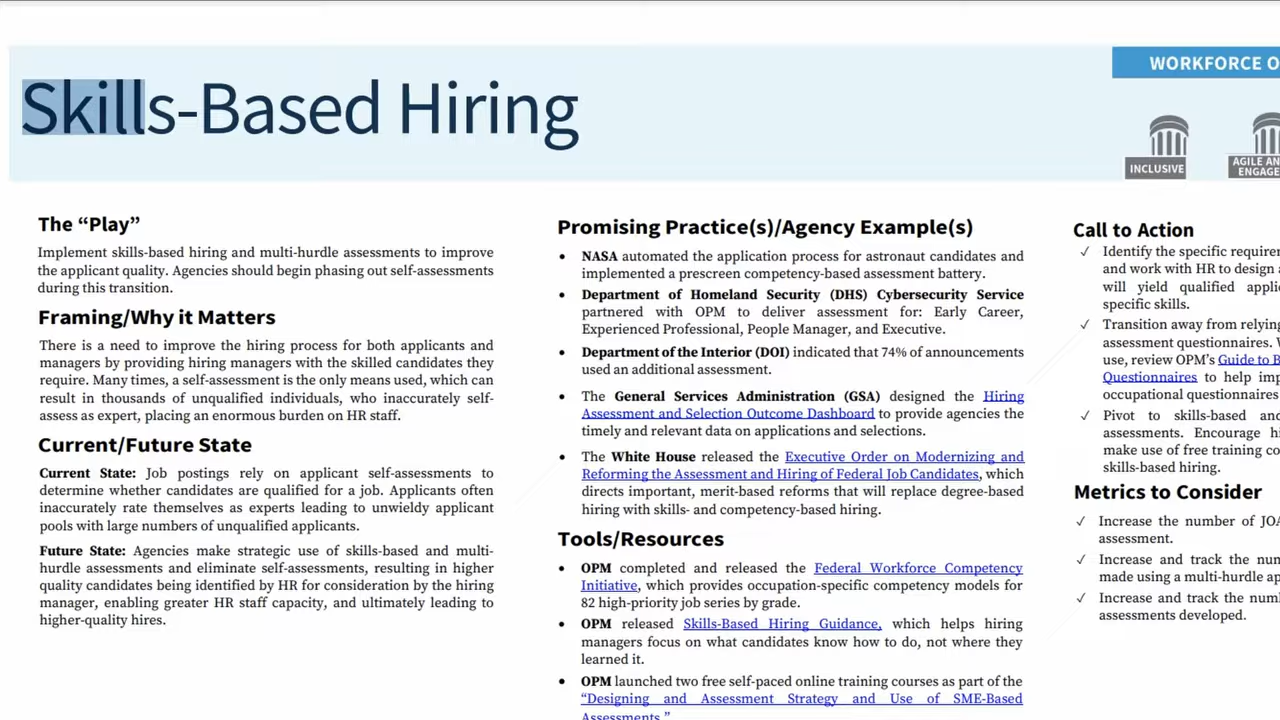 Skills-Based Hiring
WORKFORCE O
INCLUSIVE
AGILE AN
ENGAGE
The “Play”
Implement skills-based hiring and multi-hurdle assessments to improve
the applicant quality. Agencies should begin phasing out self-assessments
during this transition.
Framing/Why it Matters
There is a need to improve the hiring process for both applicants and
managers by providing hiring managers with the skilled candidates they
require. Many times, a self-assessment is the only means used, which can
result in thousands of unqualified individuals, who inaccurately self-
assess as expert, placing an enormous burden on HR staff.
Current/Future State
Current State: Job postings rely on applicant self-assessments to
determine whether candidates are qualified for a job. Applicants often
inaccurately rate themselves as experts leading to unwieldy applicant
pools with large numbers of unqualified applicants.
Future State: Agencies make strategic use of skills-based and multi-
hurdle assessments and eliminate self-assessments, resulting in higher
quality candidates being identified by HR for consideration by the hiring
manager, enabling greater HR staff capacity, and ultimately leading to
higher-quality hires.
Promising Practice(s)/Agency Example(s)
• NASA automated the application process for astronaut candidates and
implemented a prescreen competency-based assessment battery.
• Department of Homeland Security (DHS) Cybersecurity Service
partnered with OPM to deliver assessment for: Early Career,
Experienced Professional, People Manager, and Executive.
• Department of the Interior (DOI) indicated that 74% of announcements
used an additional assessment.
• The General Services Administration (GSA) designed the Hiring
Assessment and Selection Outcome Dashboard to provide agencies the
timely and relevant data on applications and selections.
• The White House released the Executive Order on Modernizing and
Reforming the Assessment and Hiring of Federal Job Candidates, which
directs important, merit-based reforms that will replace degree-based
hiring with skills- and competency-based hiring.
Tools/Resources
• OPM completed and released the Federal Workforce Competency
Initiative, which provides occupation-specific competency models for
82 high-priority job series by grade.
• OPM released Skills-Based Hiring Guidance, which helps hiring
managers focus on what candidates know how to do, not where they
learned it.
• OPM launched two free self-paced online training courses as part of the
“Designing and Assessment Strategy and Use of SME-Based
Assessments.”
Call to Action
✓ Identify the specific requiren
and work with HR to design a
will yield qualified applic
specific skills.
✓ Transition away from relying
assessment questionnaires. W
use, review OPM’s Guide to B
Questionnaires to help imp
occupational questionnaires
✓ Pivot to skills-based and
assessments. Encourage hi
make use of free training co
skills-based hiring.
Metrics to Consider
✓ Increase the number of JOA
assessment.
✓ Increase and track the num
made using a multi-hurdle ap
✓ Increase and track the numb
assessments developed.